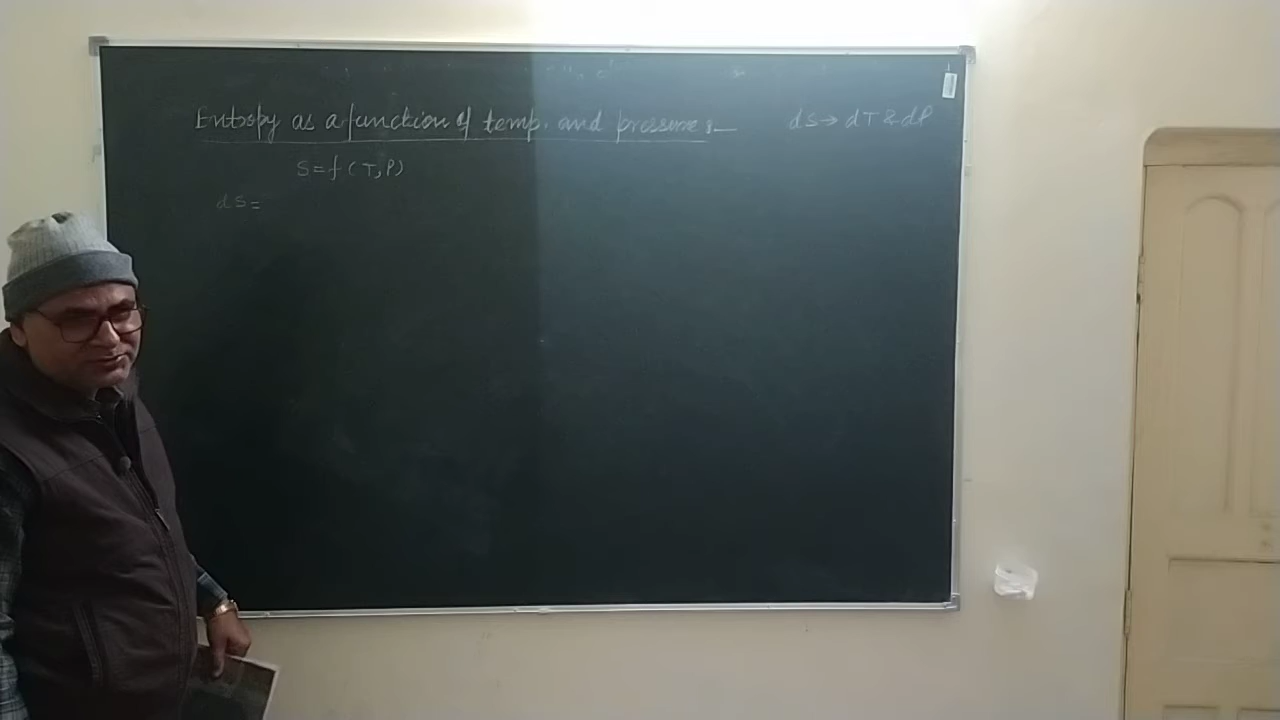 Entropy as a function of temp. and pressure :-
dS → dT & dP
S = f (T, P)
dS =